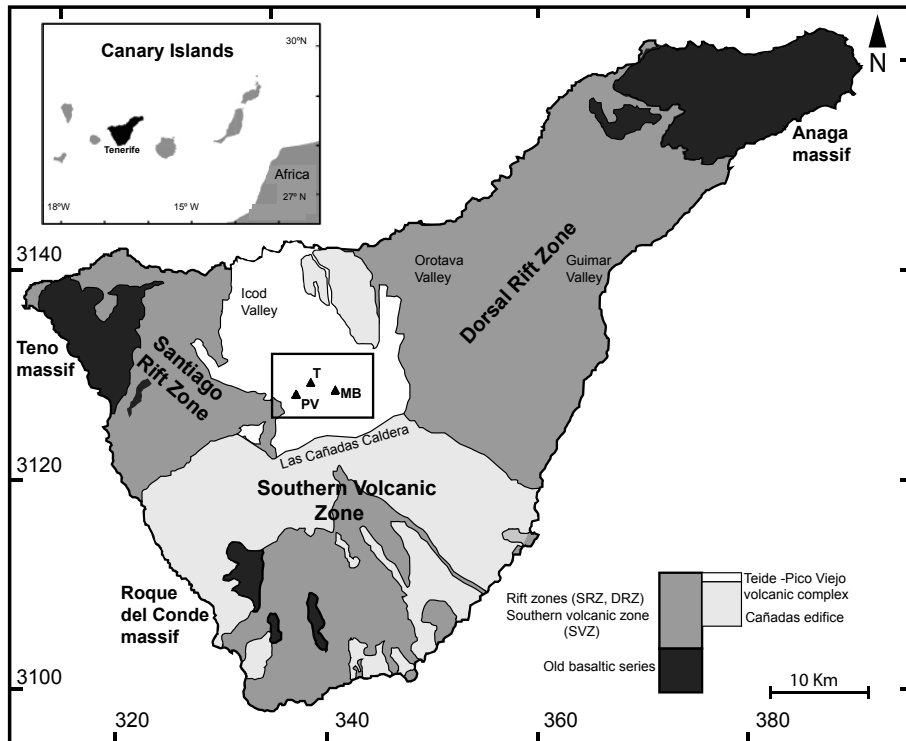 Canary Islands
30ºN
Tenerife
Africa
27º N
18ºW
15º W
N
Anaga
massif
3140
Orotava
Valley
Guimar
Valley
Dorsal Rift Zone
Icod
Valley
Teno
massif
Santiago
Rift Zone
T
PV
MB
Las Cañadas Caldera
3120
Southern Volcanic
Zone
Roque
del Conde
massif
Rift zones (SRZ, DRZ)
Southern volcanic zone
(SVZ)
Old basaltic series
Teide -Pico Viejo
volcanic complex
Cañadas edifice
10 Km
3100
320
340
360
380